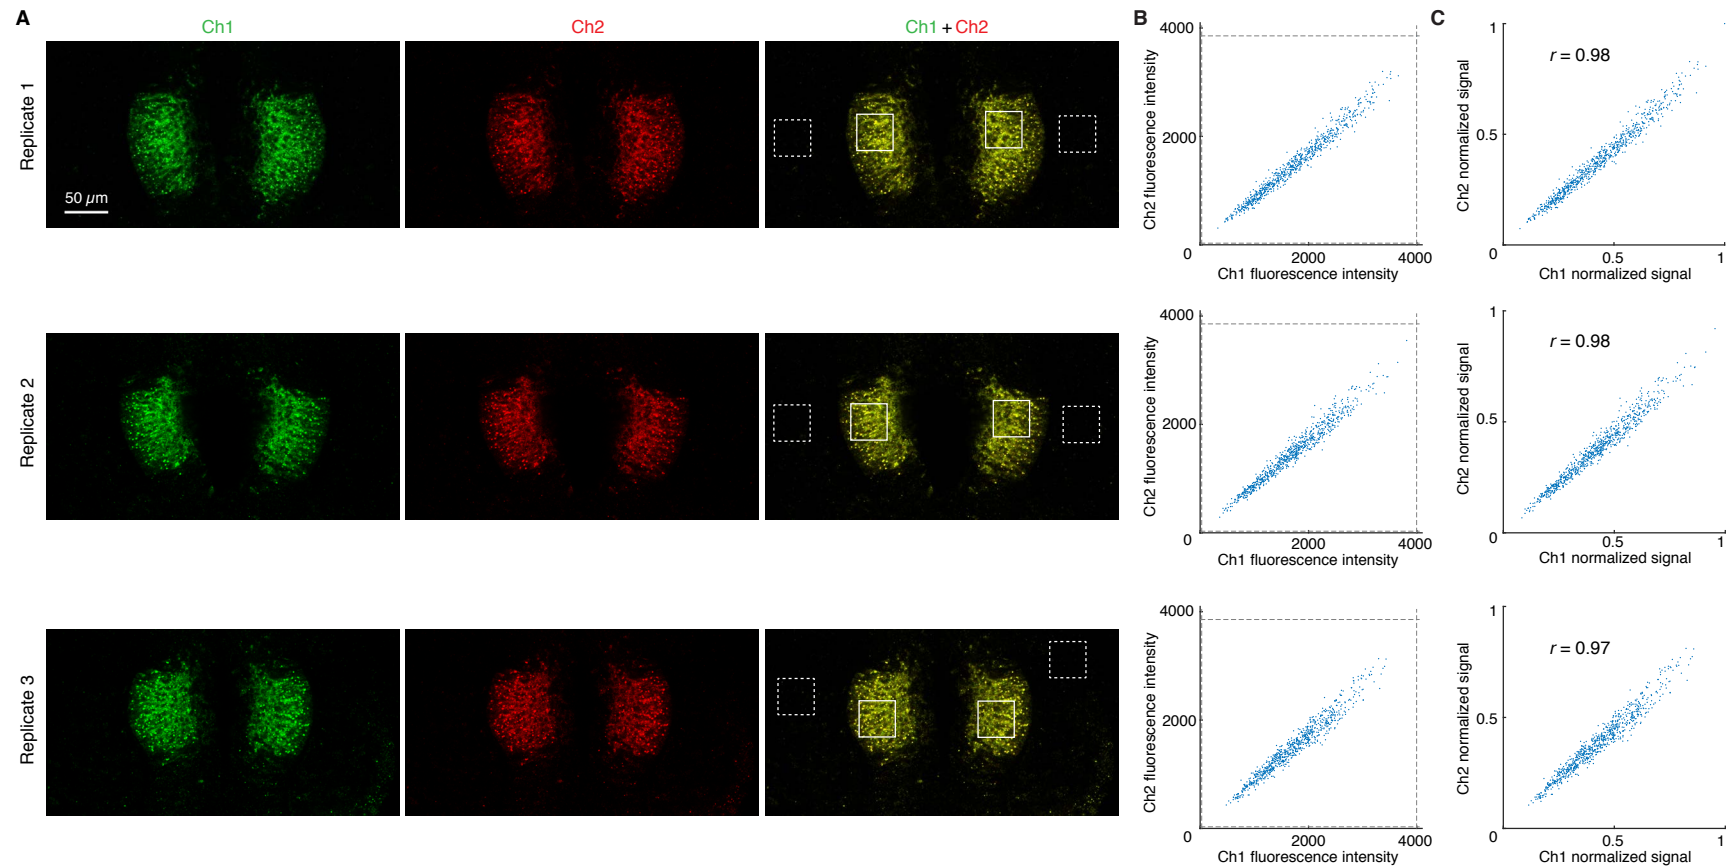 A
Ch1
Ch2
Ch1 + Ch2
B
C
Replicate 1
50 µm
4000
2000
0
2000
4000
Ch2 fluorescence intensity
Ch1 fluorescence intensity
1
0.5
0
0.5
1
r = 0.98
Ch2 normalized signal
Ch1 normalized signal
Replicate 2
4000
2000
0
2000
4000
Ch2 fluorescence intensity
Ch1 fluorescence intensity
1
0.5
0
0.5
1
r = 0.98
Ch2 normalized signal
Ch1 normalized signal
Replicate 3
4000
2000
0
2000
4000
Ch2 fluorescence intensity
Ch1 fluorescence intensity
1
0.5
0
0.5
1
r = 0.97
Ch2 normalized signal
Ch1 normalized signal